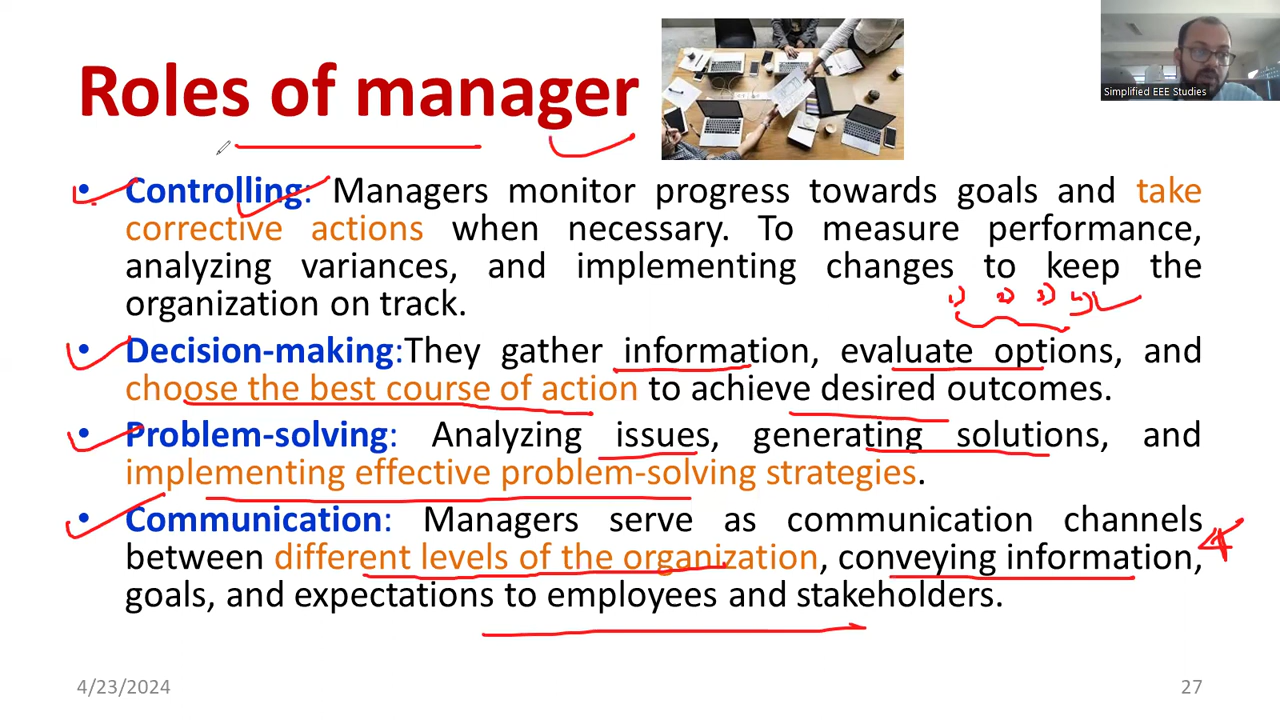 Roles of manager
Simplified EEE Studies
• Controlling: Managers monitor progress towards goals and take
corrective actions when necessary. To measure performance,
analyzing variances, and implementing changes to keep the
organization on track.
1) 2) 3) 4)
• Decision-making:They gather information, evaluate options, and
choose the best course of action to achieve desired outcomes.
• Problem-solving: Analyzing issues, generating solutions, and
implementing effective problem-solving strategies.
• Communication: Managers serve as communication channels
between different levels of the organization, conveying information,
goals, and expectations to employees and stakeholders.
4/23/2024
27